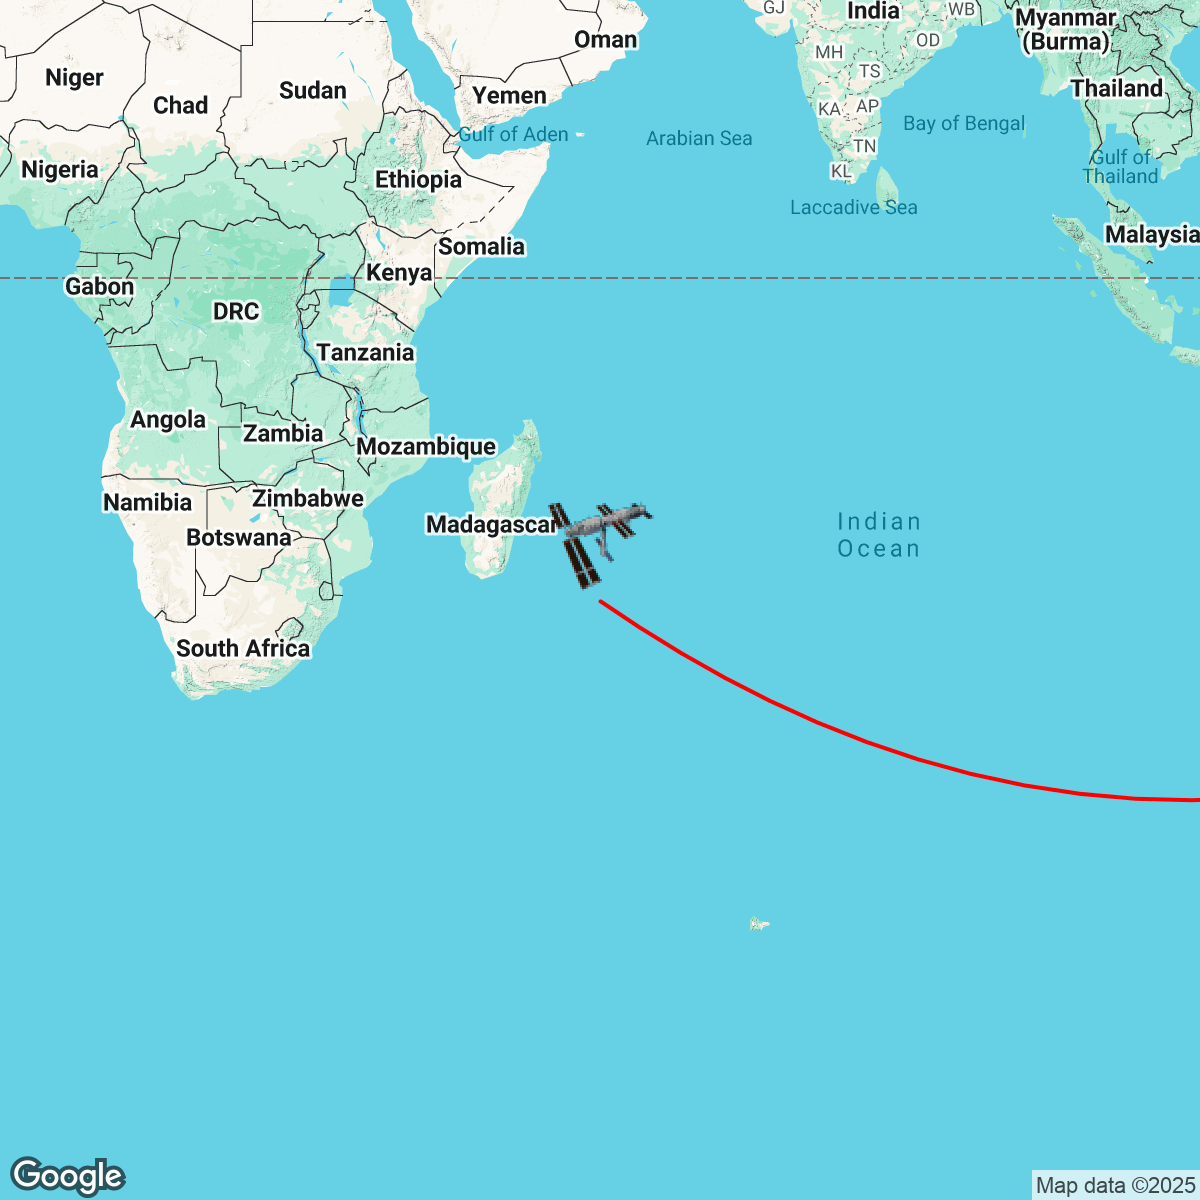 GJ
India
WB
Myanmar
(Burma)
Oman
MH
OD
TS
Niger
Sudan
Yemen
Thailand
Chad
KA
AP
Gulf of Aden
Arabian Sea
Bay of Bengal
TN
Nigeria
Ethiopia
KL
Gulf of
Thailand
Laccadive Sea
Malaysia
Somalia
Kenya
Gabon
DRC
Tanzania
Angola
Zambia
Mozambique
Namibia
Zimbabwe
Botswana
Madagascar
Indian
Ocean
South Africa
Google
Map data ©2025